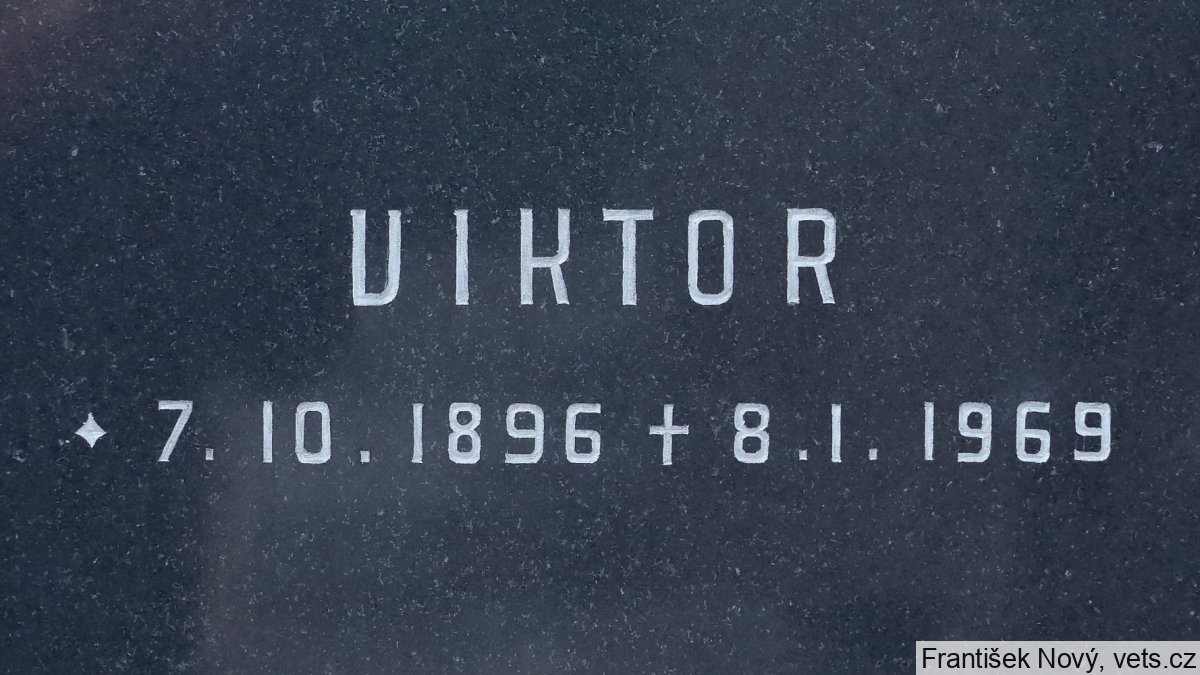 VIKTOR
✦ 7. 10. 1896 † 8. 1. 1969
František Nový, vets.cz